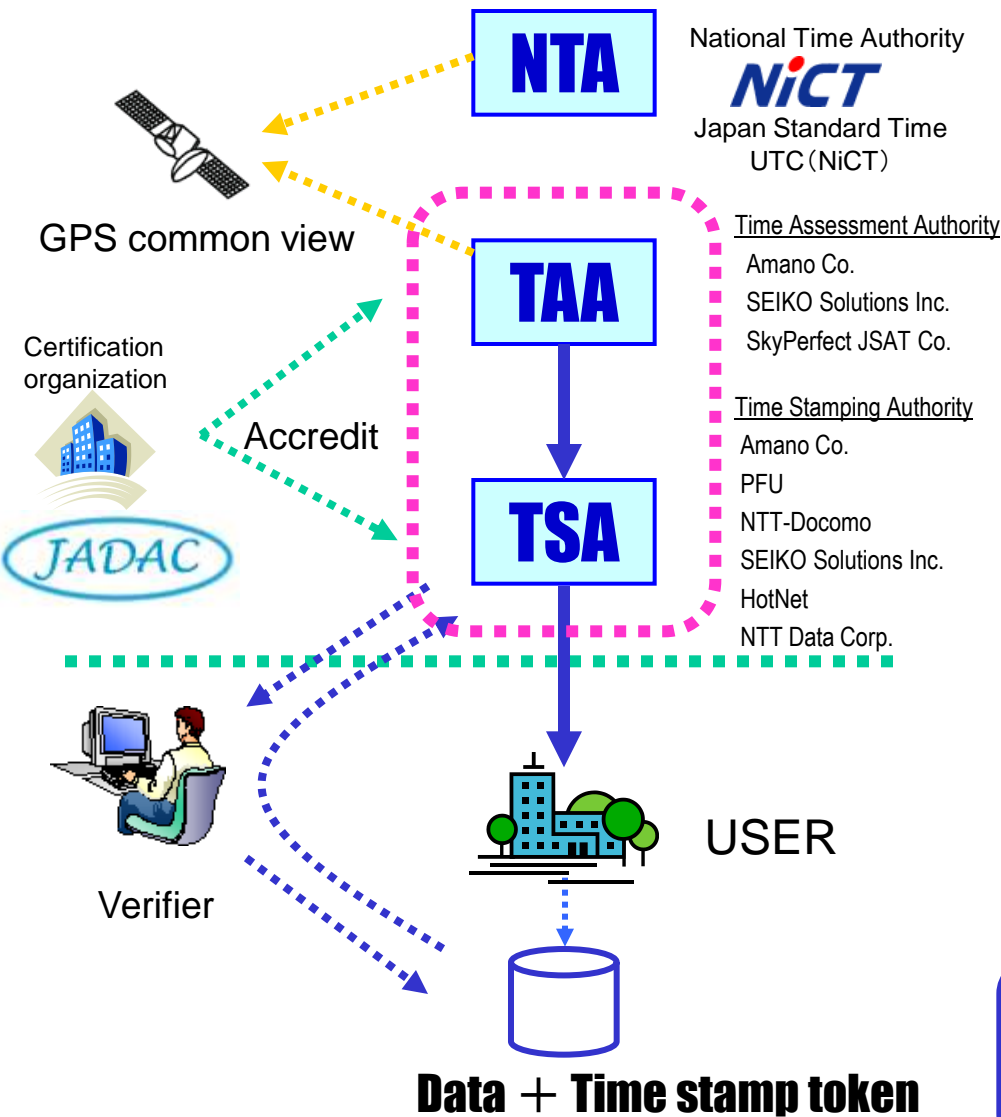 NTA
National Time Authority
NiCT
Japan Standard Time
UTC（NiCT）
GPS common view
TAA
Time Assessment Authority
Amano Co.
SEIKO Solutions Inc.
SkyPerfect JSAT Co.
Certification
organization
Accredit
JADAC
TSA
Time Stamping Authority
Amano Co.
PFU
NTT-Docomo
SEIKO Solutions Inc.
HotNet
NTT Data Corp.
Verifier
USER
Data ＋ Time stamp token